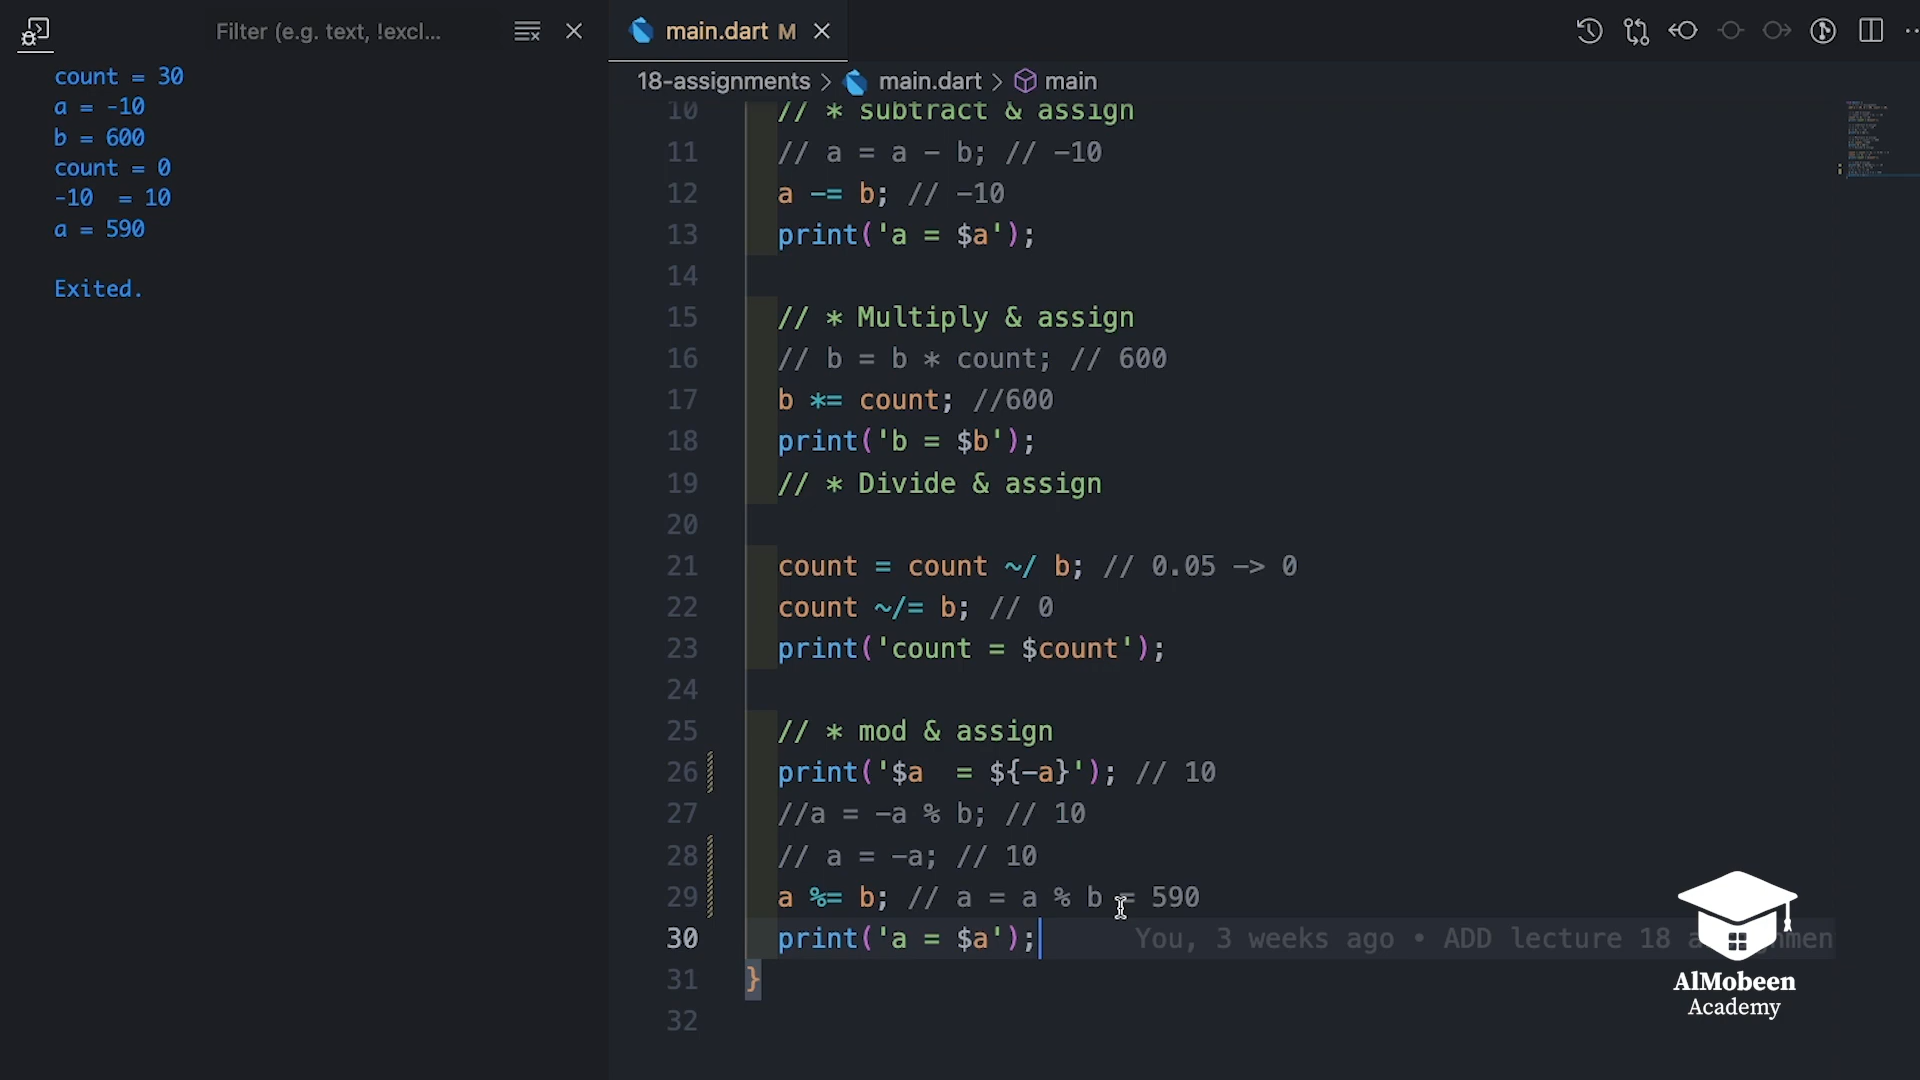 Filter (e.g. text, !excl...
count = 30
a = -10
b = 600
count = 0
-10  = 10
a = 590
Exited.
main.dart M
18-assignments > main.dart > main
10 // * subtract & assign
11 // a = a - b; // -10
12 a -= b; // -10
13 print('a = $a');
14
15 // * Multiply & assign
16 // b = b * count; // 600
17 b *= count; //600
18 print('b = $b');
19 // * Divide & assign
20
21 count = count ~/ b; // 0.05 -> 0
22 count ~/= b; // 0
23 print('count = $count');
24
25 // * mod & assign
26 print('$a  = ${-a}'); // 10
27 //a = -a % b; // 10
28 // a = -a; // 10
29 a %= b; // a = a % b = 590
30 print('a = $a'); You, 3 weeks ago • ADD lecture 18
31 }
32
AlMobeen
Academy